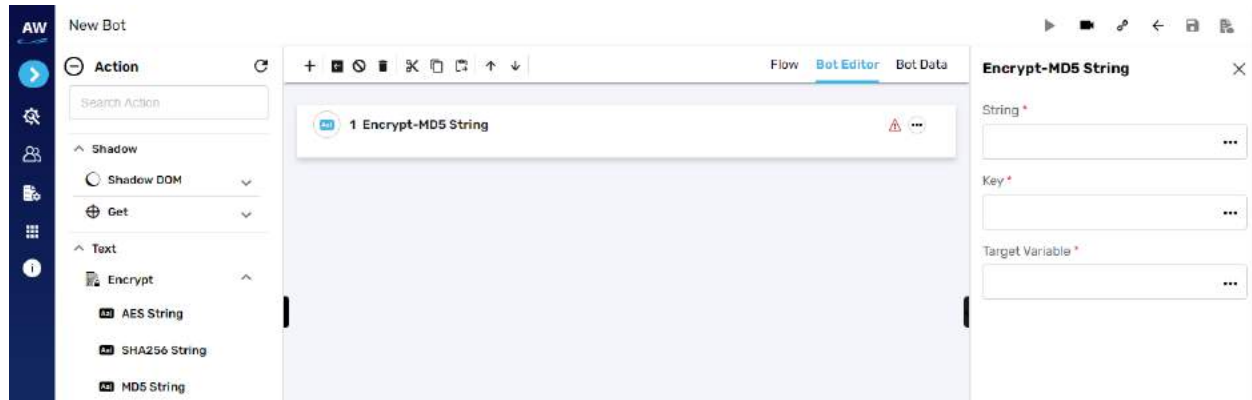 AW
New Bot
Action
Search Action
Shadow
Shadow DOM
Get
Text
Encrypt
AES String
SHA256 String
MD5 String
Flow Bot Editor Bot Data
1 Encrypt-MD5 String
Encrypt-MD5 String
String *
Key *
Target Variable *